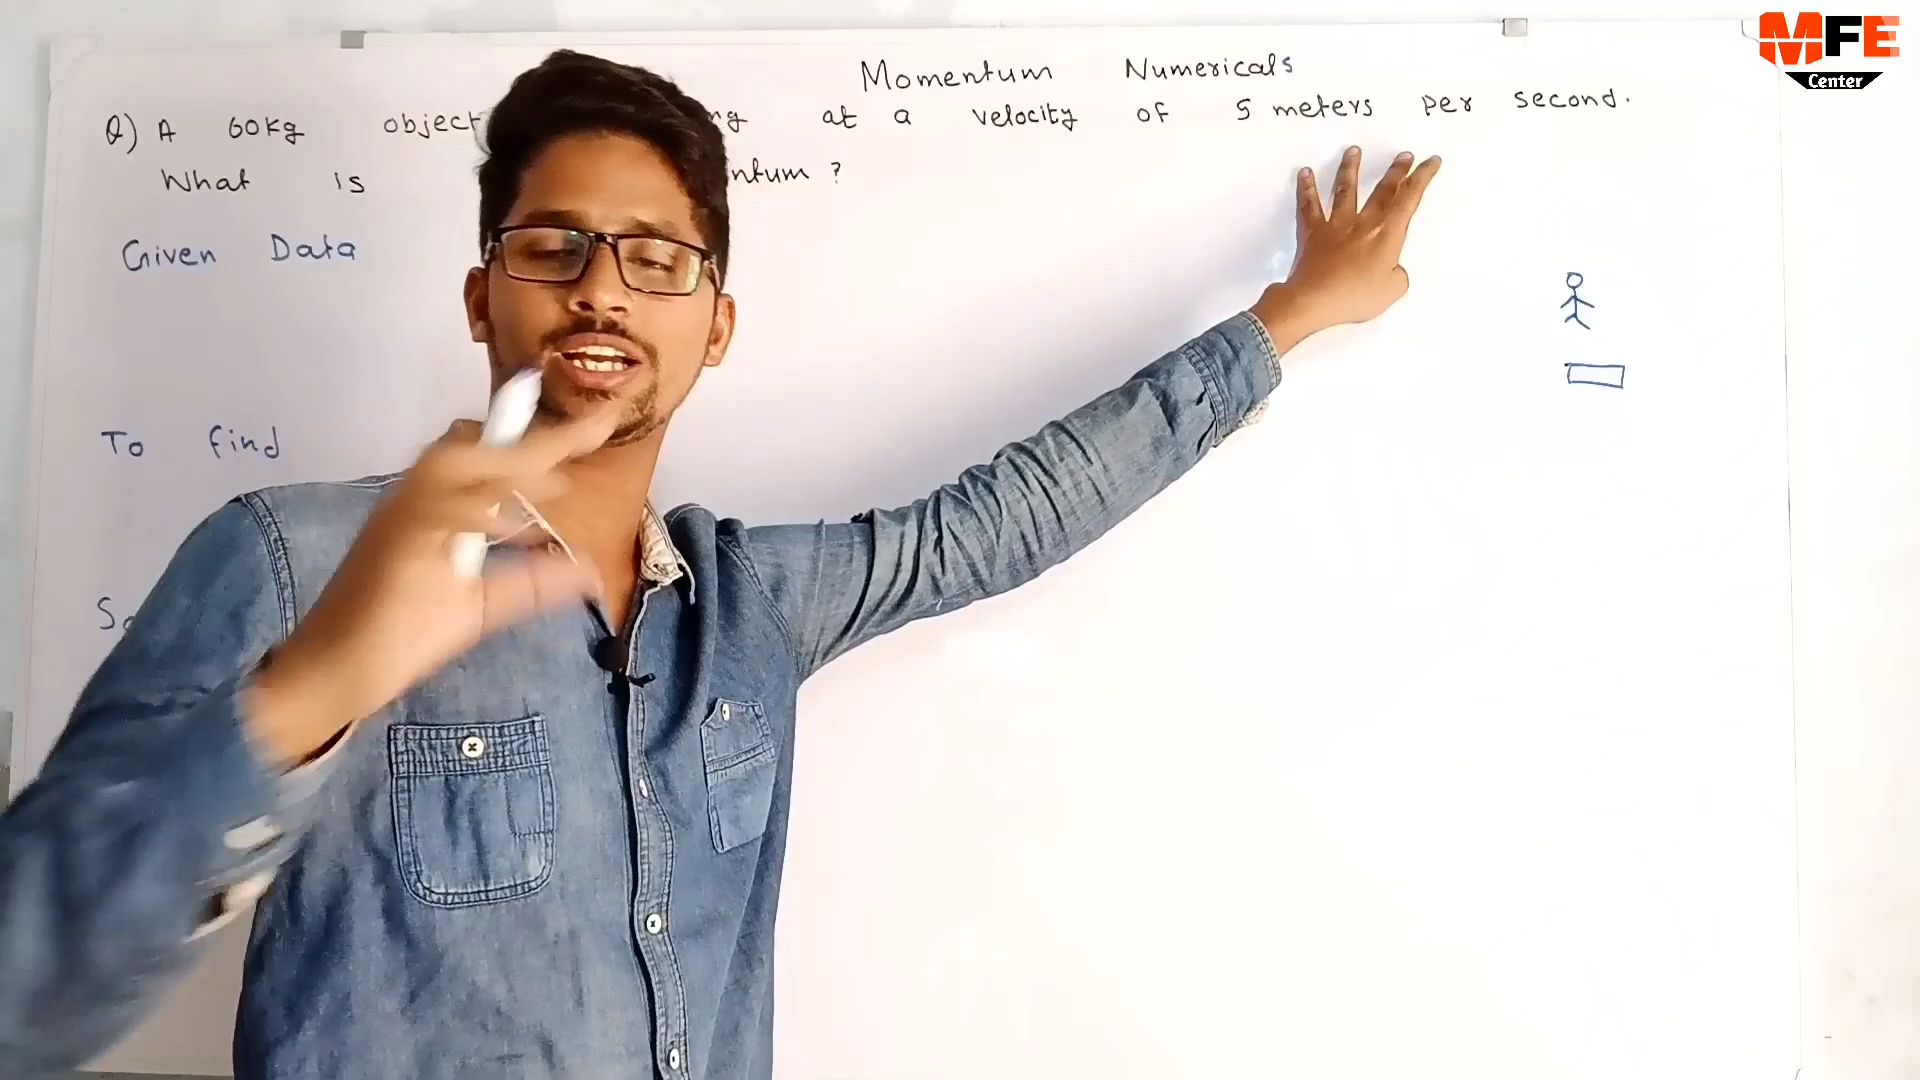 MFE
Center
Momentum Numericals
Q) A 60Kg object at a velocity of 5 meters per second.
What is ?
Given Data
To find